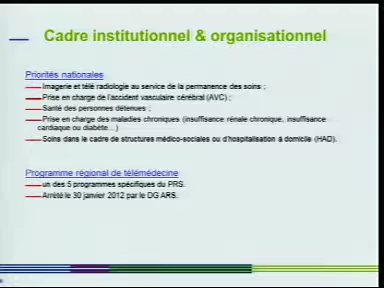 Cadre institutionnel & organisationnel
Priorités nationales
Imagerie et télé radiologie au service de la permanence des soins ;
Prise en charge de l'accident vasculaire cérébral (AVC) ;
Santé des personnes détenues ;
Prise en charge des maladies chroniques (insuffisance rénale chronique, insuffisance
cardiaque ou diabète…)
Soins dans le cadre de structures médico-sociales ou d'hospitalisation à domicile (HAD).
Programme régional de télémédecine
un des 5 programmes spécifiques du PRS.
Arrêté le 30 janvier 2012 par le DG ARS.